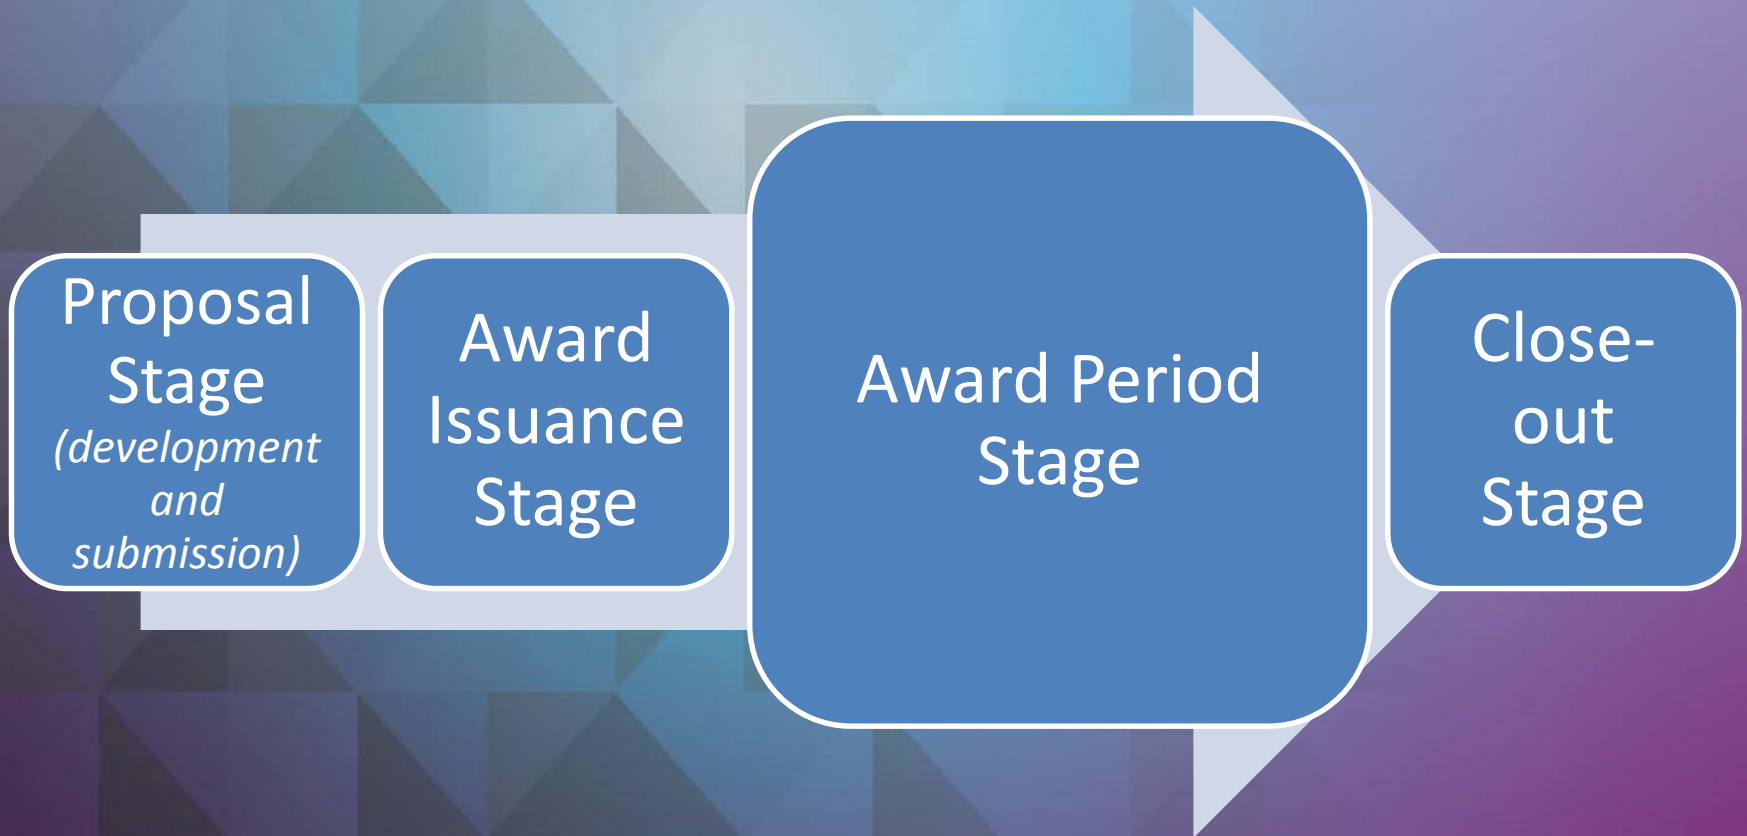 Proposal
Stage
(development
and
submission)
Award
Issuance
Stage
Award Period
Stage
Close-
out
Stage